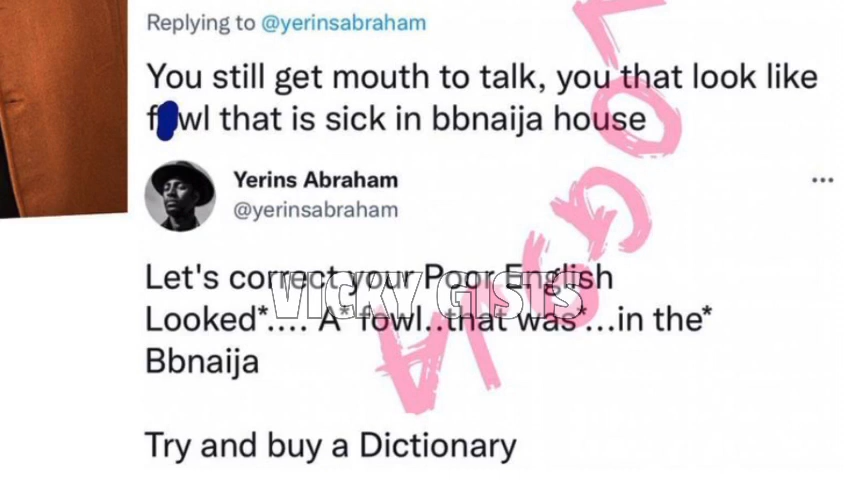 Replying to @yerinsabraham
You still get mouth to talk, you that look like
f wl that is sick in bbnaija house
Yerins Abraham
@yerinsabraham
Let's correct your Poor English
VICKY GISTS
Looked*.... A* fowl..that was*...in the*
Bbnaija
Try and buy a Dictionary